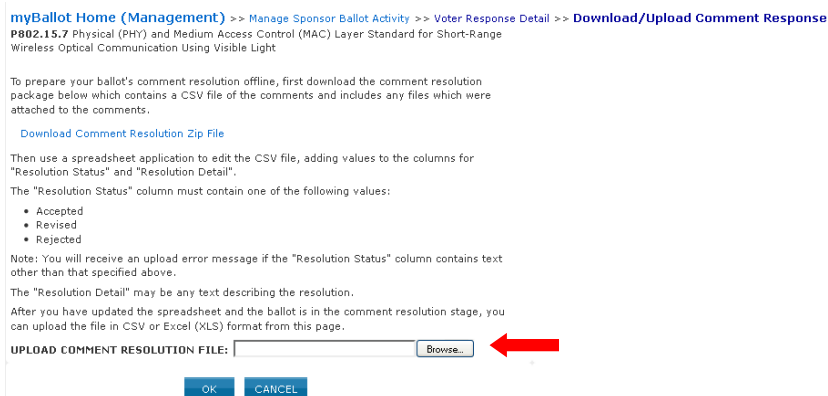 myBallot Home (Management) >> Manage Sponsor Ballot Activity >> Voter Response Detail >> Download/Upload Comment Response
P802.15.7 Physical (PHY) and Medium Access Control (MAC) Layer Standard for Short-Range
Wireless Optical Communication Using Visible Light
To prepare your ballot's comment resolution offline, first download the comment resolution
package below which contains a CSV file of the comments and includes any files which were
attached to the comments.
Download Comment Resolution Zip File
Then use a spreadsheet application to edit the CSV file, adding values to the columns for
"Resolution Status" and "Resolution Detail".
The "Resolution Status" column must contain one of the following values:
• Accepted
• Revised
• Rejected
Note: You will receive an upload error message if the "Resolution Status" column contains text
other than that specified above.
The "Resolution Detail" may be any text describing the resolution.
After you have updated the spreadsheet and the ballot is in the comment resolution stage, you
can upload the file in CSV or Excel (XLS) format from this page.
UPLOAD COMMENT RESOLUTION FILE: Browse...
OK CANCEL